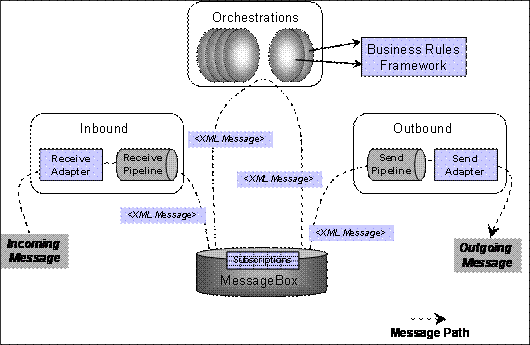 Orchestrations
Business Rules
Framework
Inbound
Receive
Adapter
Receive
Pipeline
<XML Message>
<XML Message>
<XML Message>
Outbound
Send
Pipeline
Send
Adapter
<XML Message>
Incoming
Message
Outgoing
Message
Subscriptions
MessageBox
Message Path